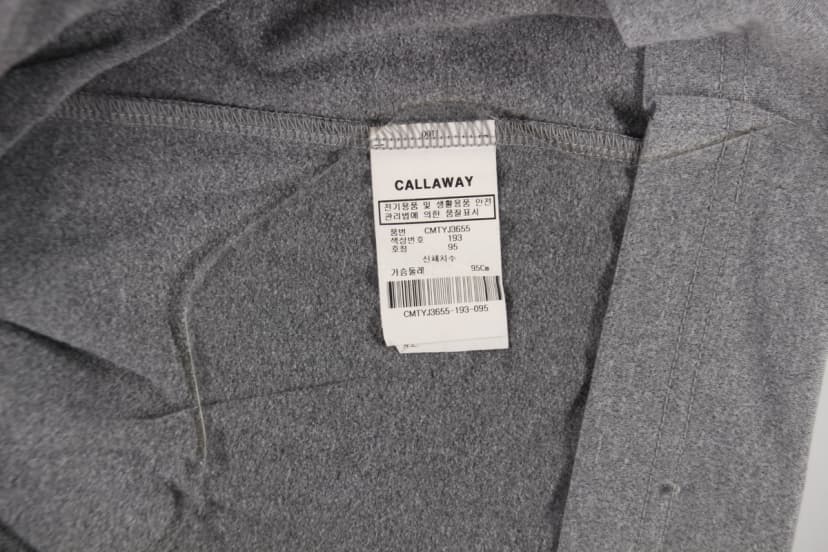 CALLAWAY
전기용품 및 생활용품 안전
관리법에 의한 품질표시
품번 CMTYJ3655
색상번호 193
호칭 95
신체치수
가슴둘레 95Cm
CMTYJ3655-193-095